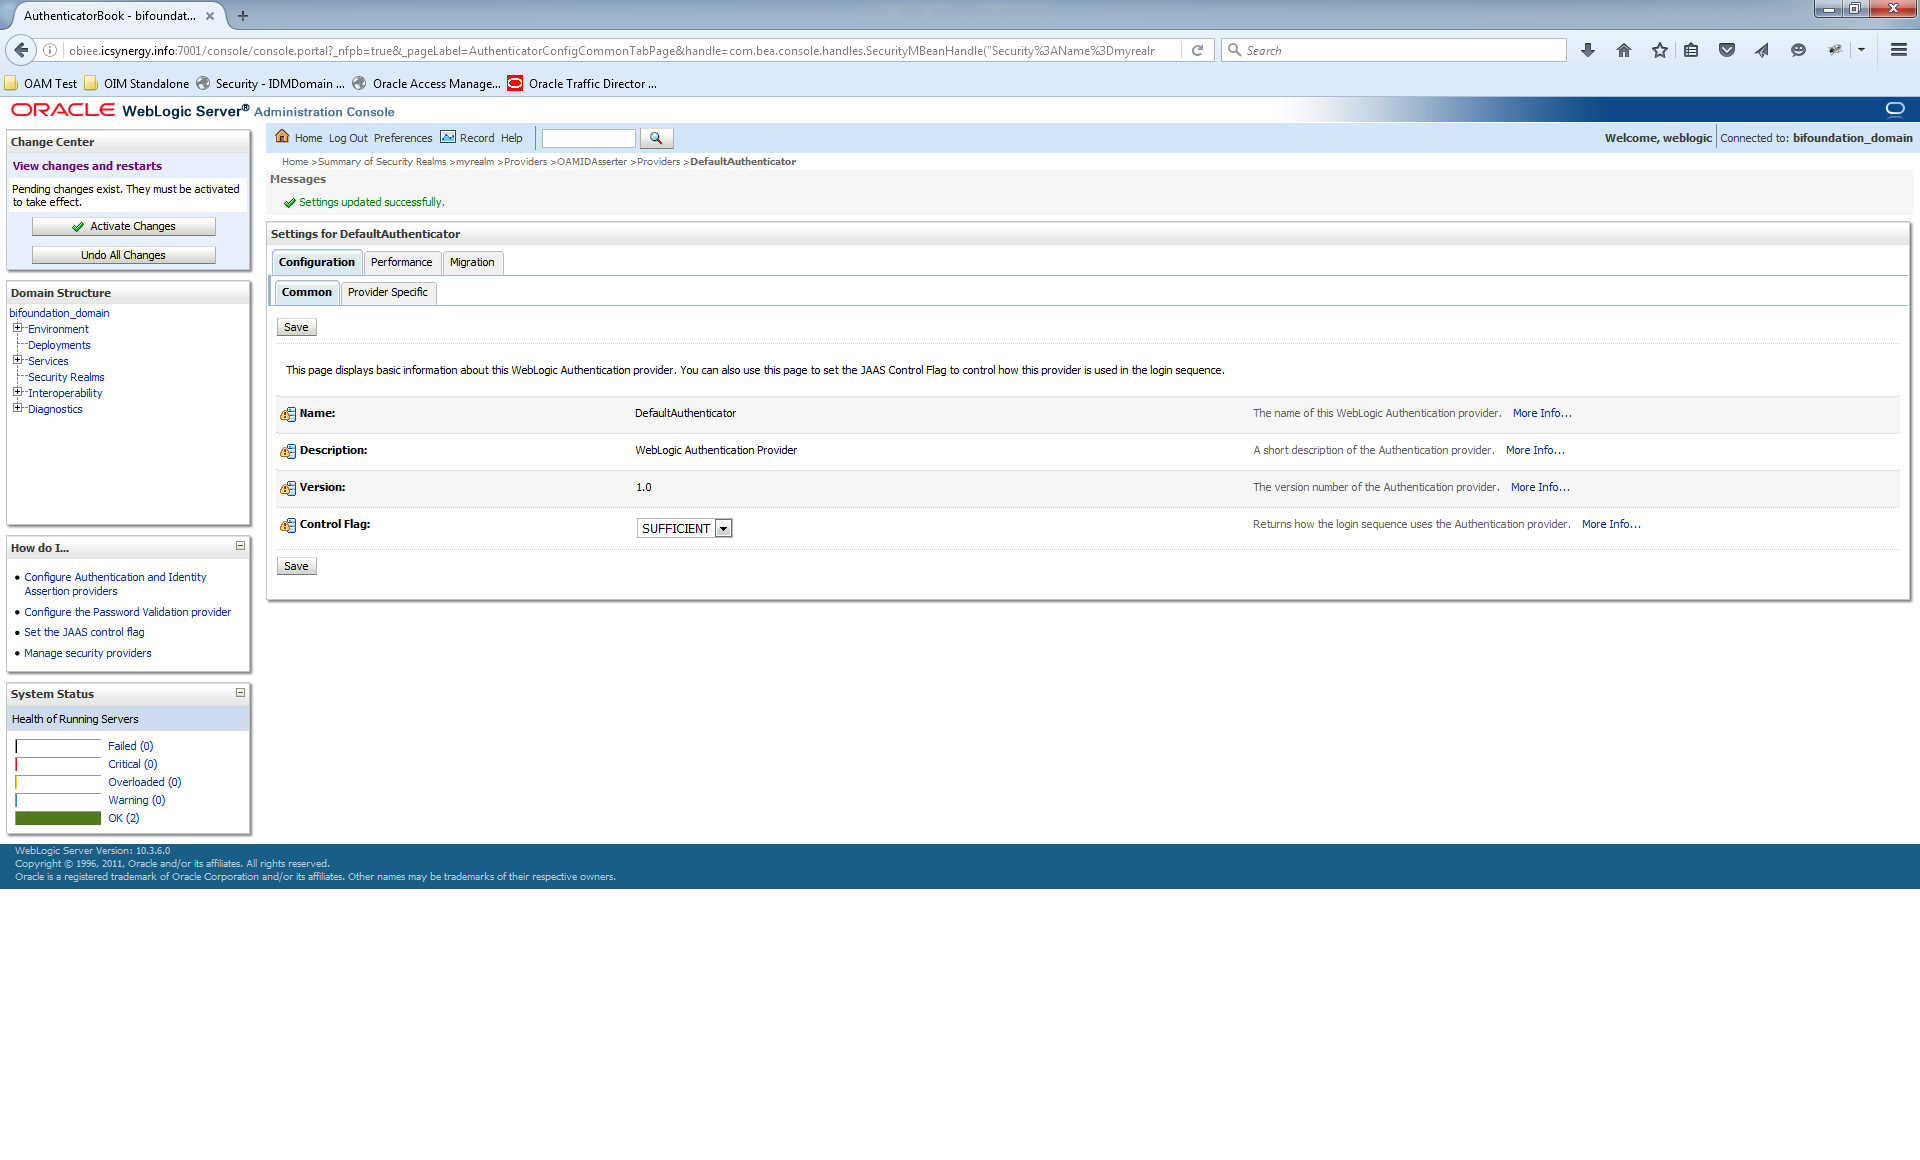 AuthenticatorBook - bifoundat...
obiee.icsynergy.info:7001/console/console.portal?_nfpb=true&_pageLabel=AuthenticatorConfigCommonTabPage&handle=com.bea.console.handles.SecurityMBeanHandle("Security%3AName%3Dmyrealr
Search
OAM Test
OIM Standalone
Security - IDMDomain ...
Oracle Access Manage...
Oracle Traffic Director ...
ORACLE WebLogic Server® Administration Console
Change Center
View changes and restarts
Pending changes exist. They must be activated
to take effect.
Activate Changes
Undo All Changes
Domain Structure
bifoundation_domain
Environment
Deployments
Services
Security Realms
Interoperability
Diagnostics
How do I...
Configure Authentication and Identity
Assertion providers
Configure the Password Validation provider
Set the JAAS control flag
Manage security providers
System Status
Health of Running Servers
Failed (0)
Critical (0)
Overloaded (0)
Warning (0)
OK (2)
Home Log Out Preferences Record Help
Welcome, weblogic
Connected to: bifoundation_domain
Home >Summary of Security Realms >myrealm >Providers >OAMIDAsserter >Providers >DefaultAuthenticator
Messages
Settings updated successfully.
Settings for DefaultAuthenticator
Configuration Performance Migration
Common Provider Specific
Save
This page displays basic information about this WebLogic Authentication provider. You can also use this page to set the JAAS Control Flag to control how this provider is used in the login sequence.
Name: DefaultAuthenticator The name of this WebLogic Authentication provider. More Info...
Description: WebLogic Authentication Provider A short description of the Authentication provider. More Info...
Version: 1.0 The version number of the Authentication provider. More Info...
Control Flag: SUFFICIENT Returns how the login sequence uses the Authentication provider. More Info...
Save
WebLogic Server Version: 10.3.6.0
Copyright © 1996, 2011, Oracle and/or its affiliates. All rights reserved.
Oracle is a registered trademark of Oracle Corporation and/or its affiliates. Other names may be trademarks of their respective owners.